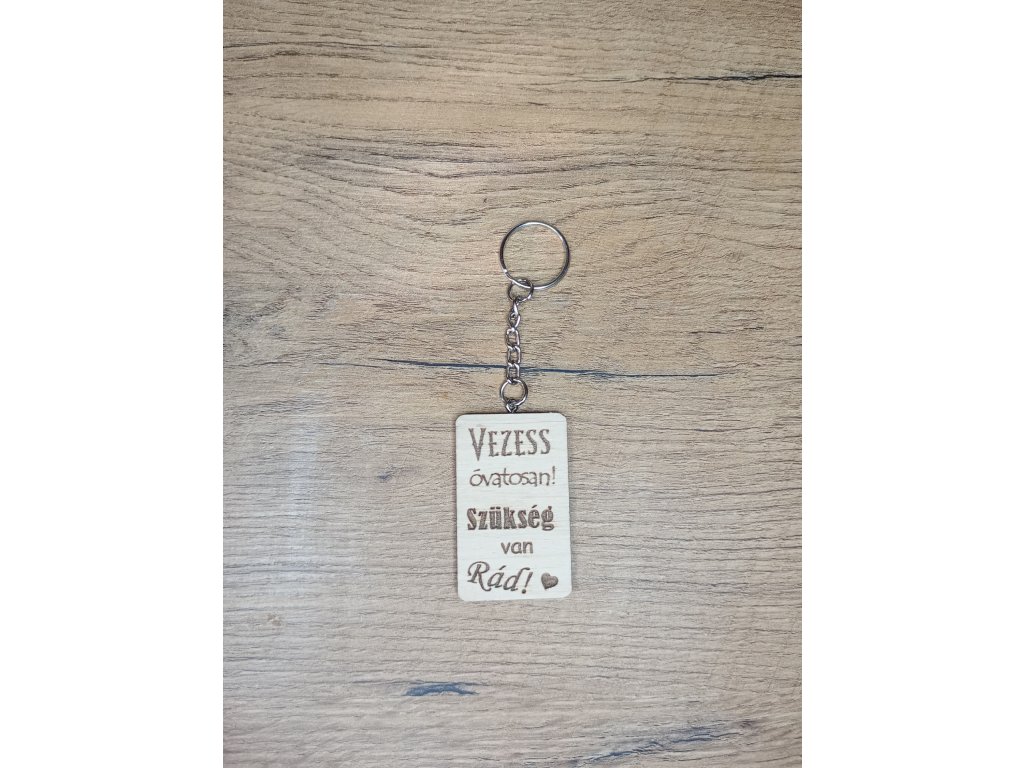 VEZESS
óvatosan!
Szükség
van
Rád!